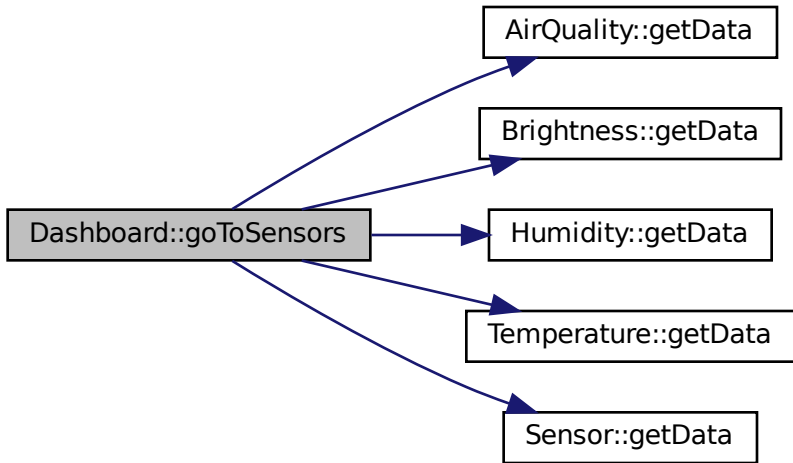 AirQuality::getData
Brightness::getData
Dashboard::goToSensors
Humidity::getData
Temperature::getData
Sensor::getData